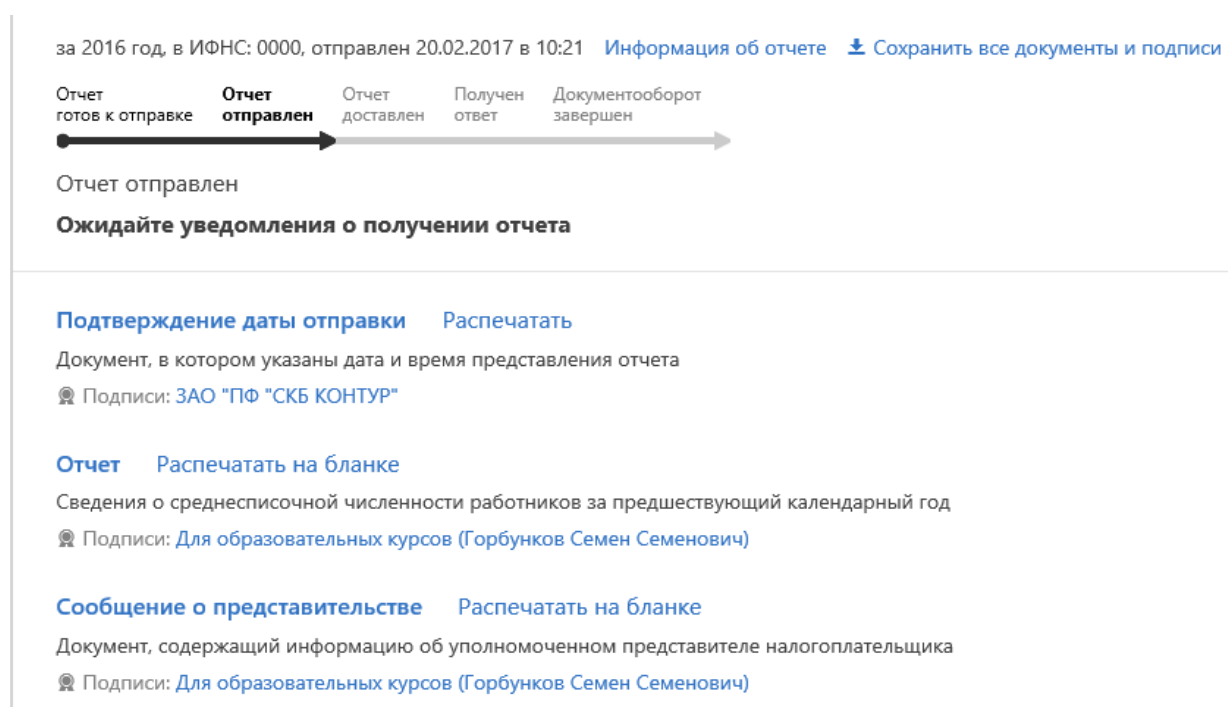 за 2016 год, в ИФНС: 0000, отправлен 20.02.2017 в 10:21 Информация об отчете Сохранить все документы и подписи
Отчет готов к отправке
Отчет отправлен
Отчет доставлен
Получен ответ
Документооборот завершен
Отчет отправлен
Ожидайте уведомления о получении отчета
Подтверждение даты отправки Распечатать
Документ, в котором указаны дата и время представления отчета
Подписи: ЗАО "ПФ "СКБ КОНТУР"
Отчет Распечатать на бланке
Сведения о среднесписочной численности работников за предшествующий календарный год
Подписи: Для образовательных курсов (Горбунков Семен Семенович)
Сообщение о представительстве Распечатать на бланке
Документ, содержащий информацию об уполномоченном представителе налогоплательщика
Подписи: Для образовательных курсов (Горбунков Семен Семенович)